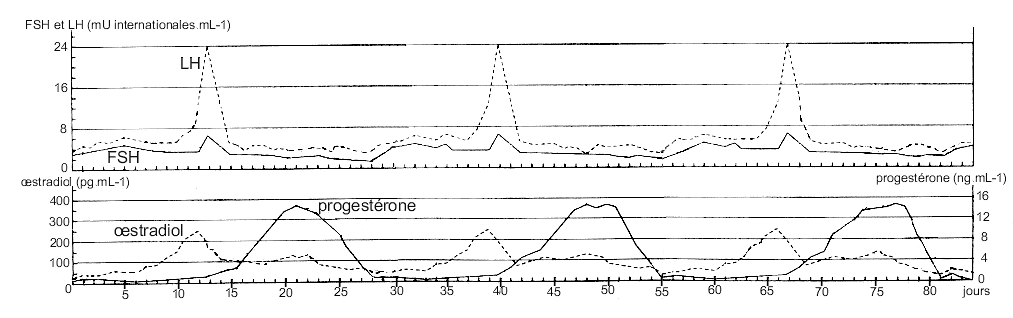 FSH et LH (mU internationales.mL-1)
24
LH
16
8
FSH
0
œstradiol (pg.mL-1) progestérone (ng.mL-1)
400 16
progestérone
300 12
œstradiol
200 8
100 4
0 0
5 10 15 20 25 30 35 40 45 50 55 60 65 70 75 80 jours